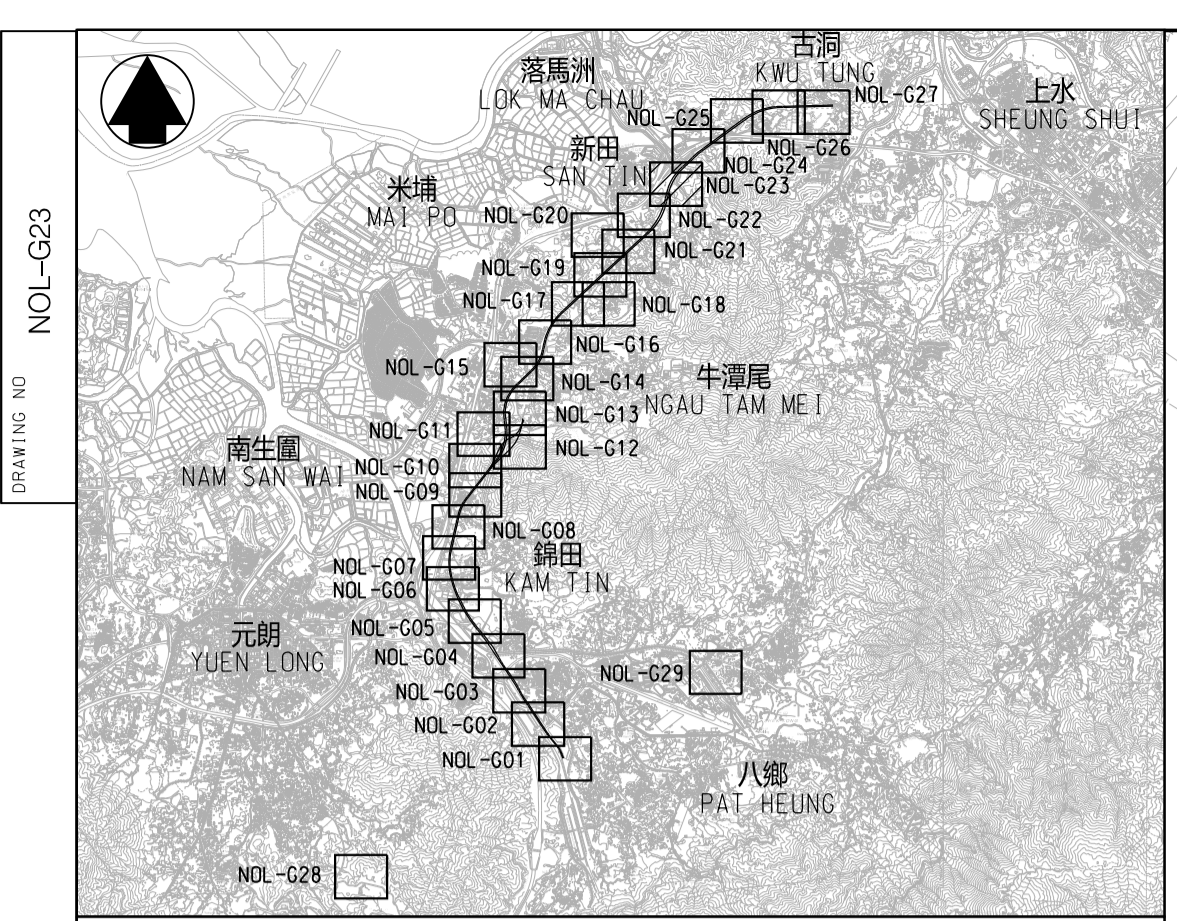 DRAWING NO
NOL-G23
古洞
KWU TUNG
落馬洲
LOK MA CHAU
上水
SHEUNG SHUI
NOL-G27
NOL-G25
NOL-G26
新田
SAN TIN
NOL-G24
NOL-G23
米埔
MAI PO
NOL-G20
NOL-G22
NOL-G21
NOL-G19
NOL-G17
NOL-G18
NOL-G16
NOL-G15
NOL-G14
牛潭尾
NGAU TAM MEI
NOL-G13
NOL-G11
NOL-G12
南生圍
NAM SAN WAI
NOL-G10
NOL-G09
NOL-G08
錦田
KAM TIN
NOL-G07
NOL-G06
NOL-G05
元朗
YUEN LONG
NOL-G04
NOL-G29
NOL-G03
NOL-G02
NOL-G01
八鄉
PAT HEUNG
NOL-G28